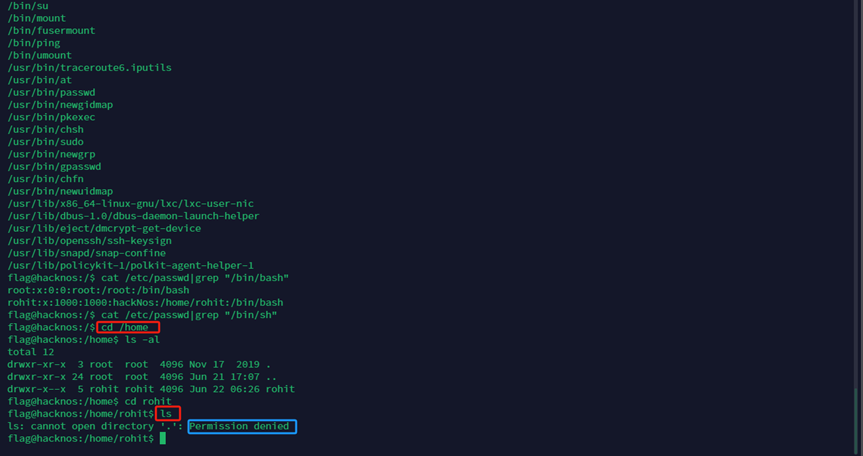 /bin/su
/bin/mount
/bin/fusermount
/bin/ping
/bin/umount
/usr/bin/traceroute6.iputils
/usr/bin/at
/usr/bin/passwd
/usr/bin/newgidmap
/usr/bin/pkexec
/usr/bin/chsh
/usr/bin/sudo
/usr/bin/newgrp
/usr/bin/gpasswd
/usr/bin/chfn
/usr/bin/newuidmap
/usr/lib/x86_64-linux-gnu/lxc/lxc-user-nic
/usr/lib/dbus-1.0/dbus-daemon-launch-helper
/usr/lib/eject/dmcrypt-get-device
/usr/lib/openssh/ssh-keysign
/usr/lib/snapd/snap-confine
/usr/lib/policykit-1/polkit-agent-helper-1
flag@hacknos:/$ cat /etc/passwd|grep "/bin/bash"
root:x:0:0:root:/root:/bin/bash
rohit:x:1000:1000:hackNos:/home/rohit:/bin/bash
flag@hacknos:/$ cat /etc/passwd|grep "/bin/sh"
flag@hacknos:/$ cd /home
flag@hacknos:/home$ ls -al
total 12
drwxr-xr-x  3 root  root  4096 Nov 17  2019 .
drwxr-xr-x 24 root  root  4096 Jun 21 17:07 ..
drwxr-x--x  5 rohit rohit 4096 Jun 22 06:26 rohit
flag@hacknos:/home$ cd rohit
flag@hacknos:/home/rohit$ ls
ls: cannot open directory '.': Permission denied
flag@hacknos:/home/rohit$